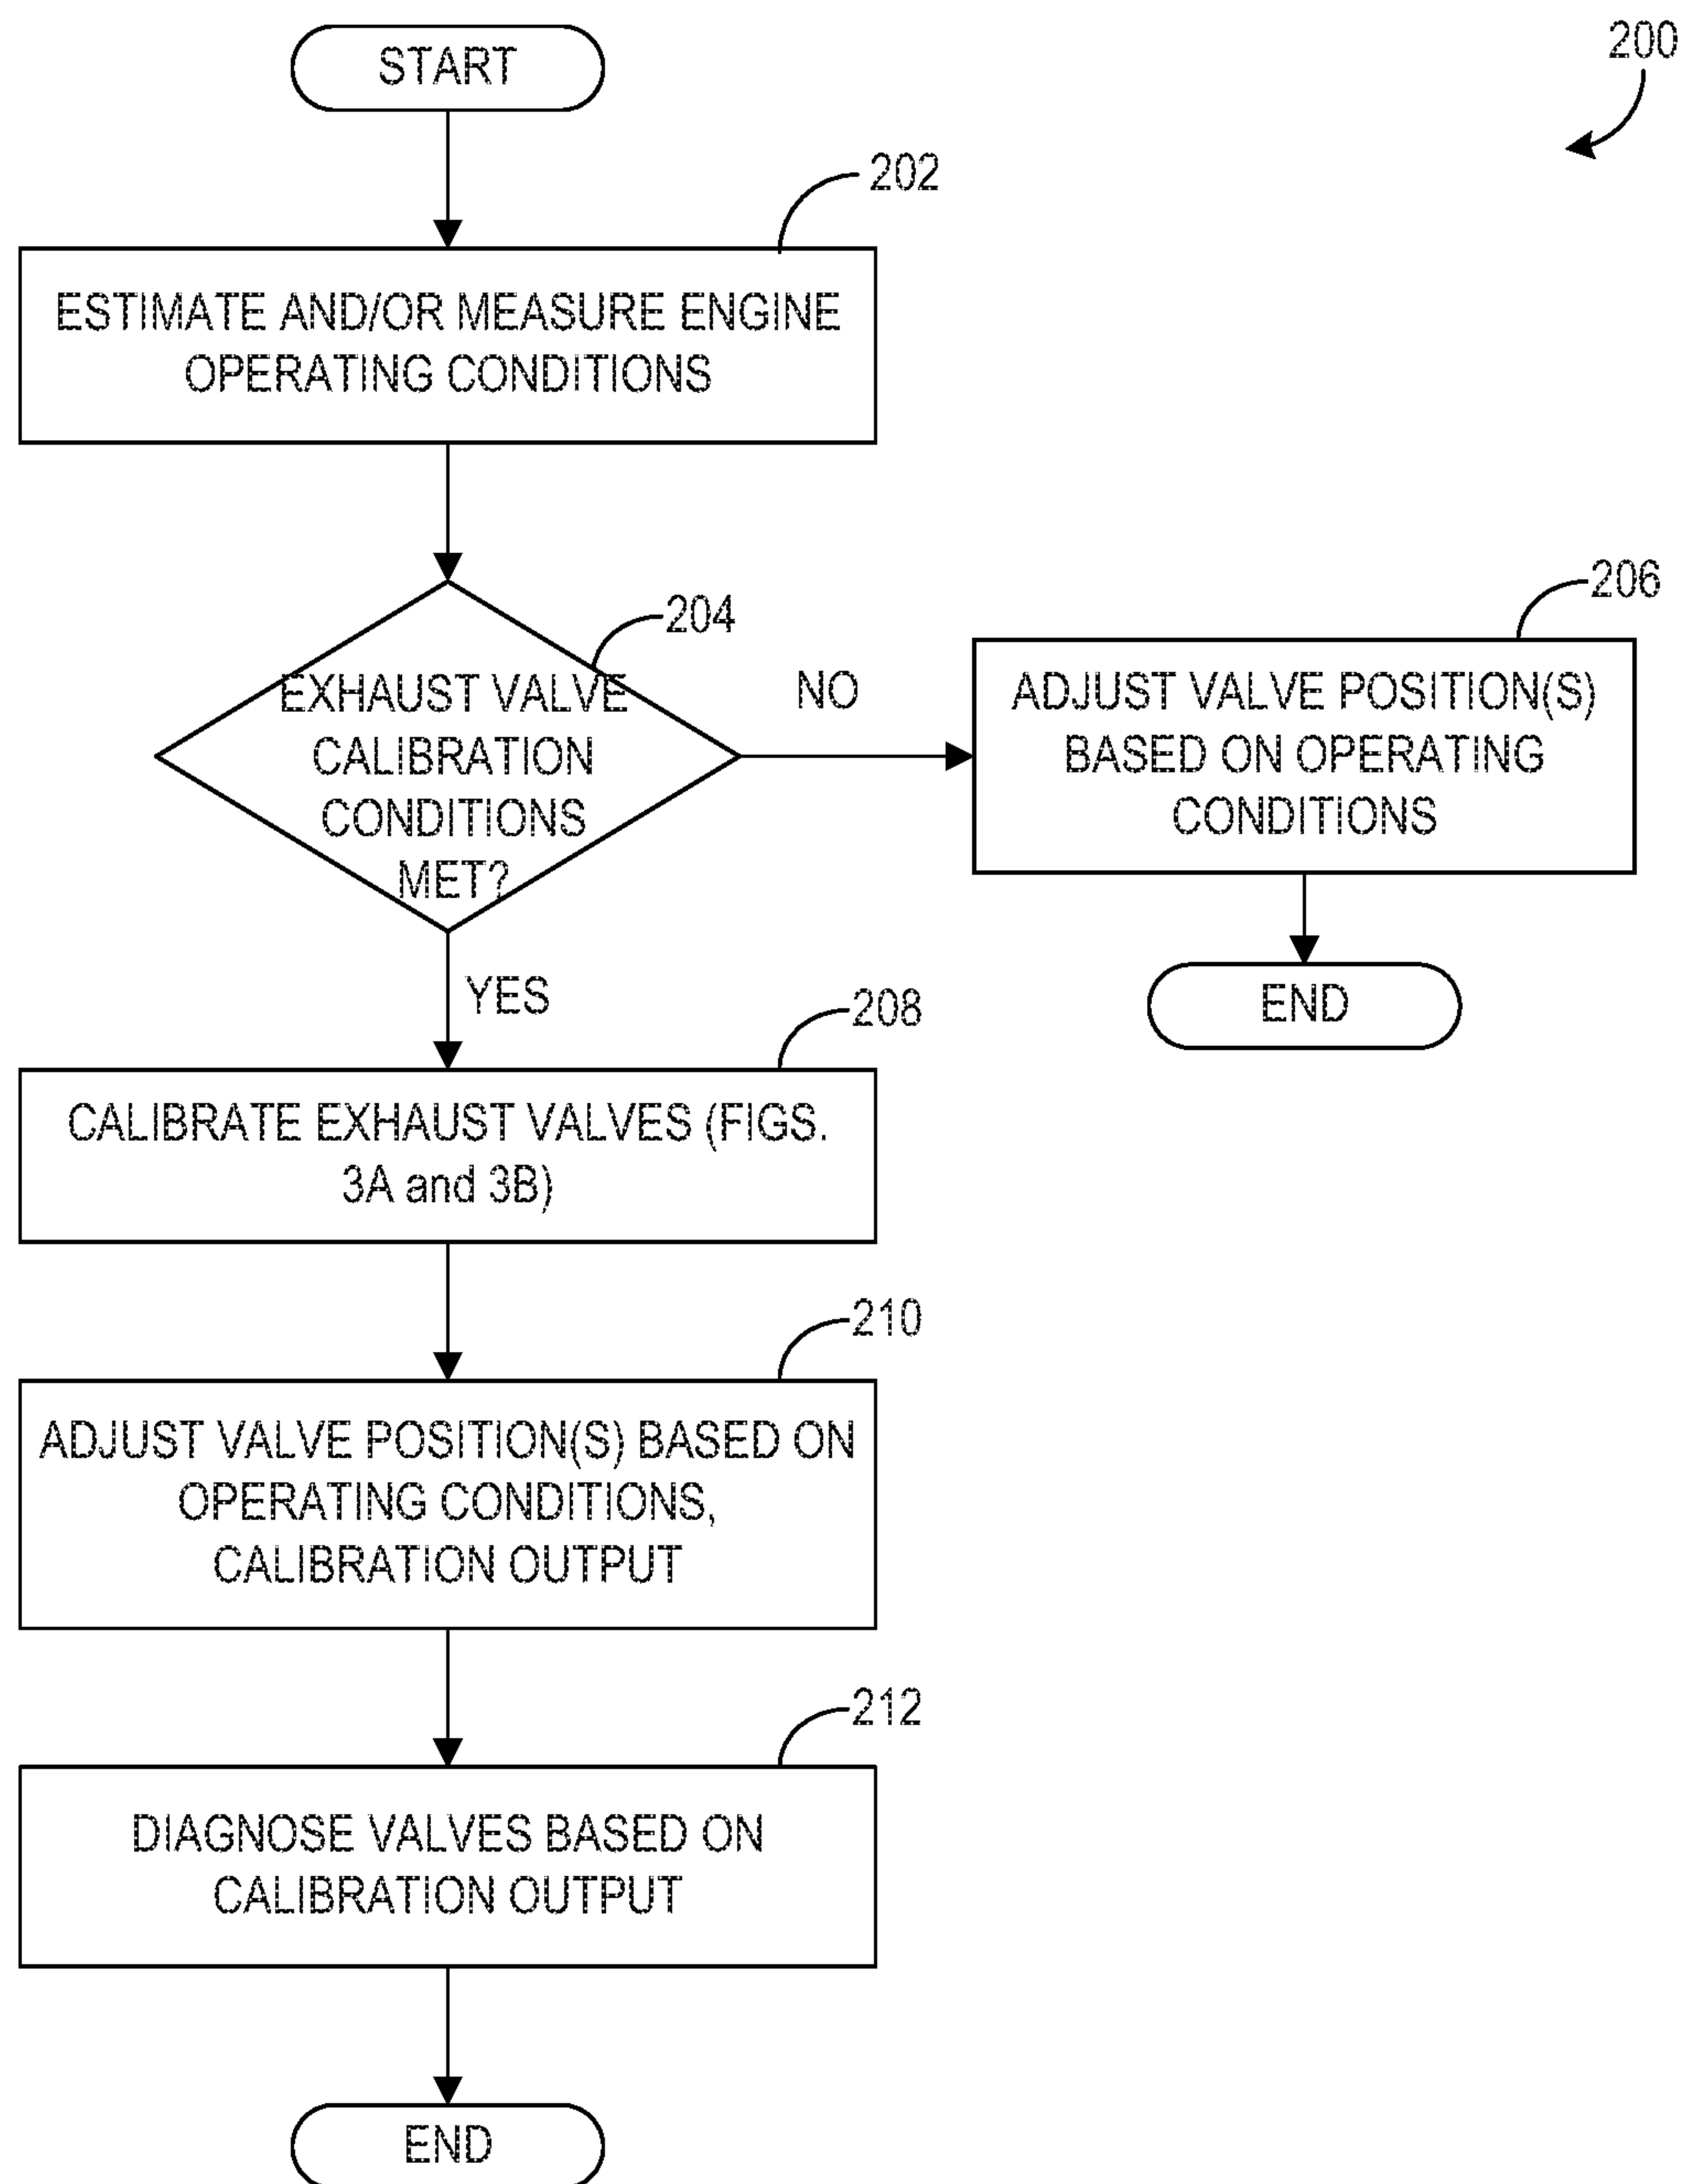 START
200
202
ESTIMATE AND/OR MEASURE ENGINE
OPERATING CONDITIONS
204
EXHAUST VALVE
CALIBRATION
CONDITIONS
MET?
NO
206
ADJUST VALVE POSITION(S)
BASED ON OPERATING
CONDITIONS
END
YES
208
CALIBRATE EXHAUST VALVES (FIGS.
3A and 3B)
210
ADJUST VALVE POSITION(S) BASED ON
OPERATING CONDITIONS,
CALIBRATION OUTPUT
212
DIAGNOSE VALVES BASED ON
CALIBRATION OUTPUT
END